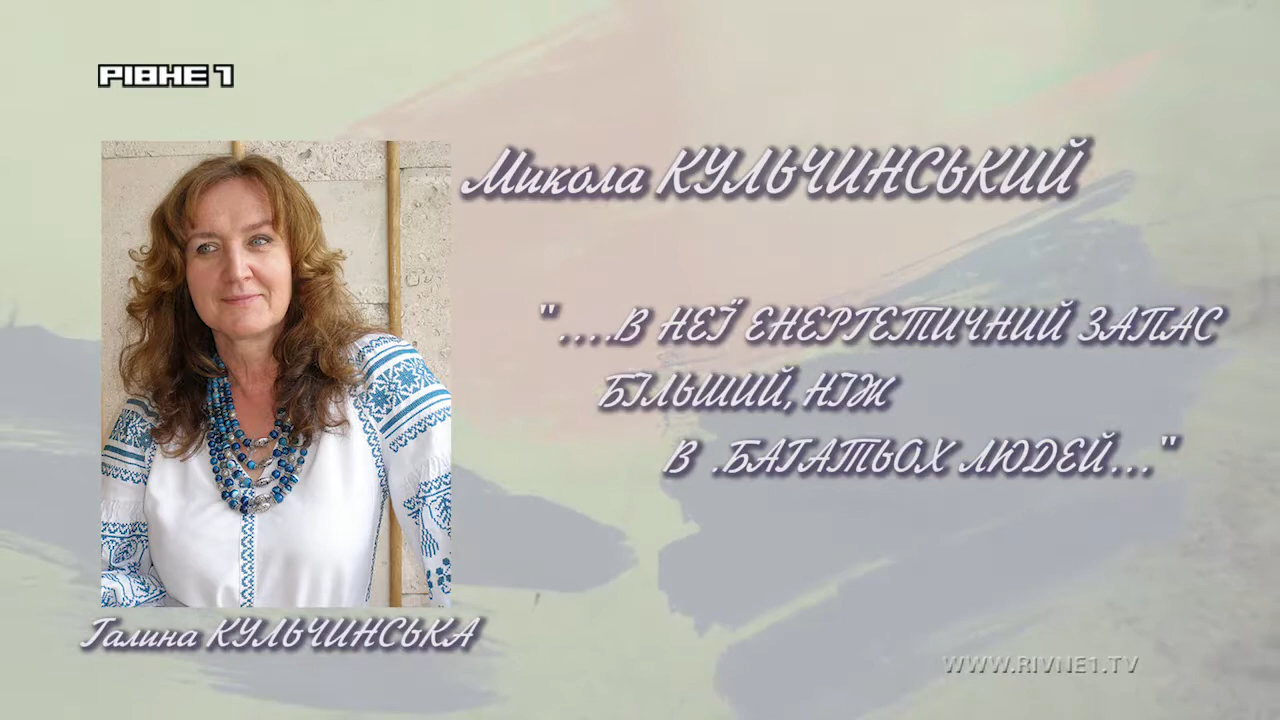 РІВНЕ 1
Микола КУЛЬЧИНСЬКИЙ
"....В НЕЇ ЕНЕРГЕТИЧНИЙ ЗАПАС
БІЛЬШИЙ, НІЖ
В .БАГАТЬОХ ЛЮДЕЙ..."
Галина КУЛЬЧИНСЬКА
WWW.RIVNE1.TV